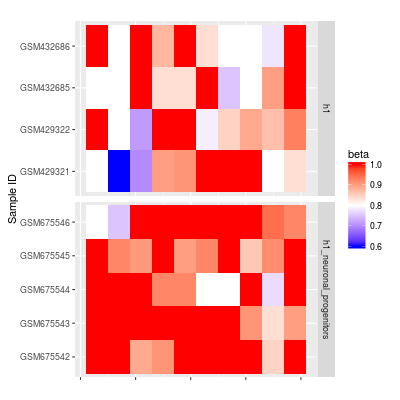 GSM432686
GSM432685
GSM429322
GSM429321
h1
GSM675546
GSM675545
GSM675544
GSM675543
GSM675542
h1_neuronal_progenitors
Sample ID
beta
1.0
0.9
0.8
0.7
0.6